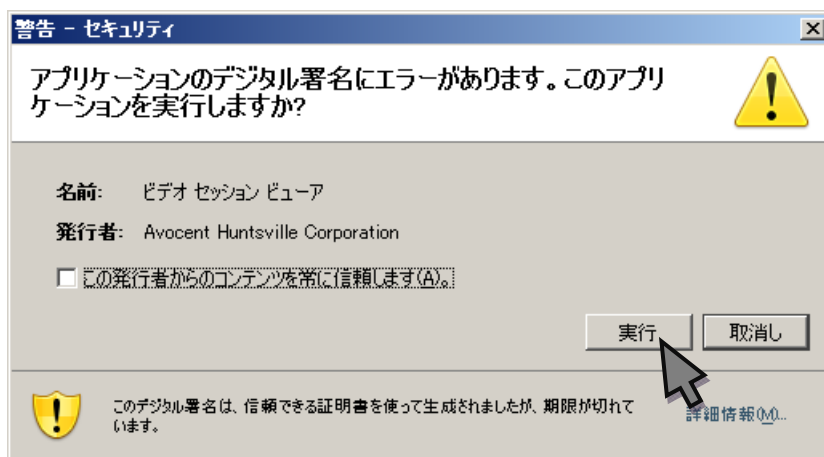 警告 - セキュリティ
アプリケーションのデジタル署名にエラーがあります。このアプリ
ケーションを実行しますか?
名前: ビデオ セッション ビューア
発行者: Avocent Huntsville Corporation
この発行者からのコンテンツを常に信頼します(A)。
実行 取消し
このデジタル署名は、信頼できる証明書を使って生成されましたが、期限が切れて
います。
詳細情報(M)...